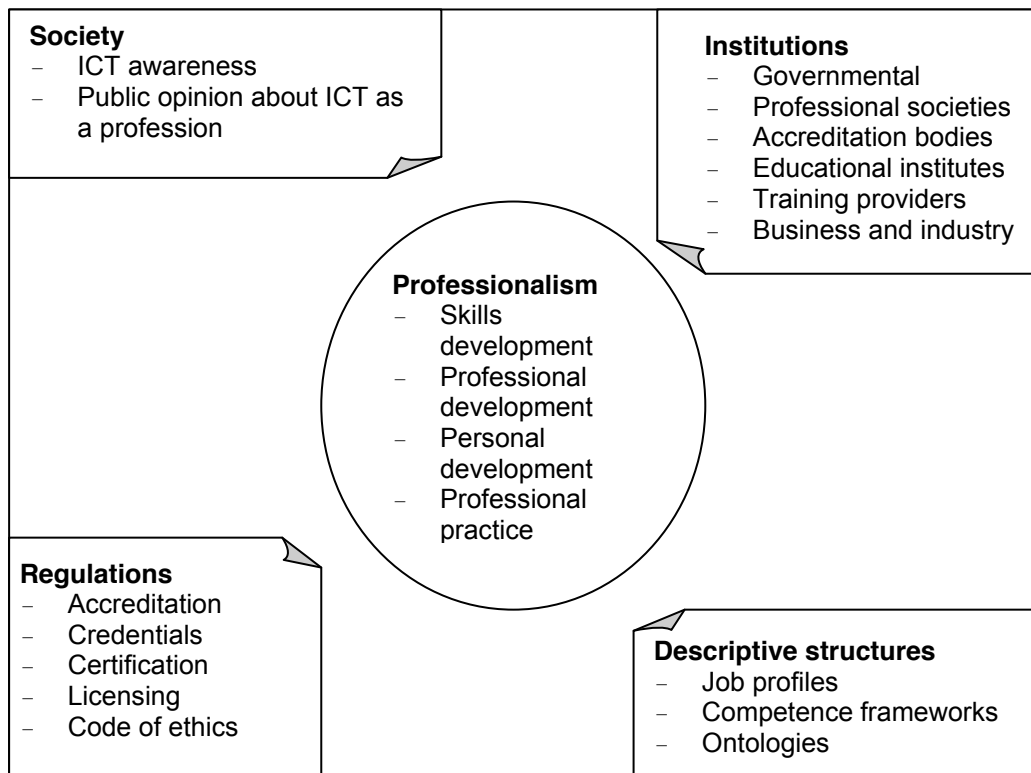 Society
– ICT awareness
– Public opinion about ICT as
a profession
Institutions
– Governmental
– Professional societies
– Accreditation bodies
– Educational institutes
– Training providers
– Business and industry
Professionalism
– Skills
development
– Professional
development
– Personal
development
– Professional
practice
Regulations
– Accreditation
– Credentials
– Certification
– Licensing
– Code of ethics
Descriptive structures
– Job profiles
– Competence frameworks
– Ontologies